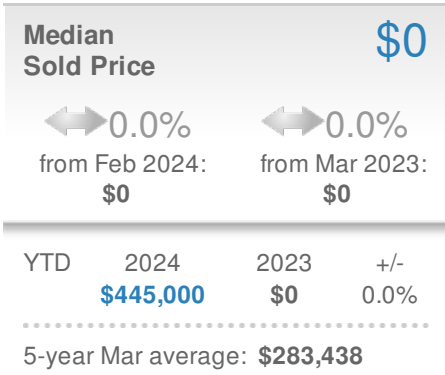 Median $0
Sold Price
0.0% 0.0%
from Feb 2024: from Mar 2023:
$0 $0
YTD 2024 2023 +/-
$445,000 $0 0.0%
5-year Mar average: $283,438